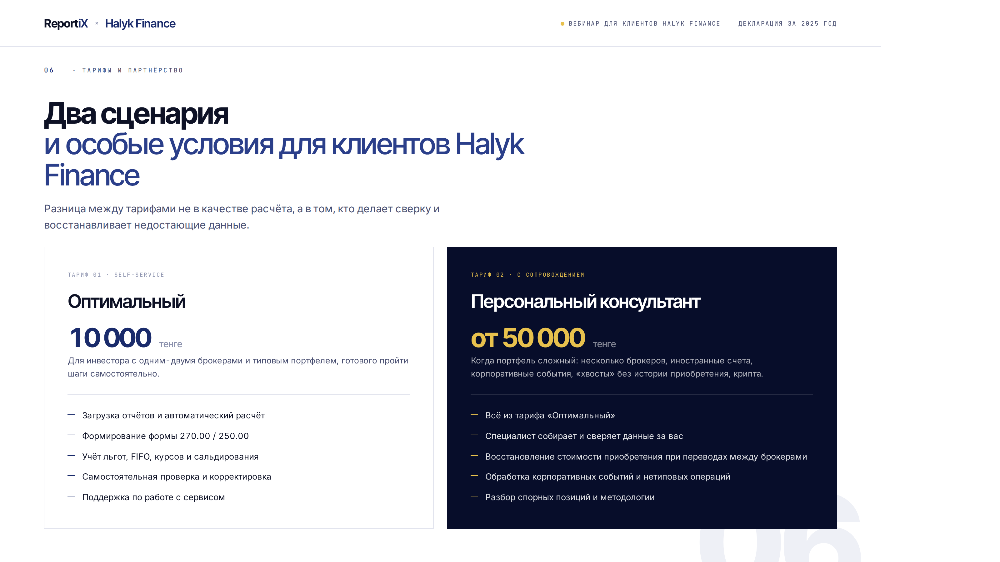 ReportiX × Halyk Finance
ВЕБИНАР ДЛЯ КЛИЕНТОВ HALYK FINANCE
ДЕКЛАРАЦИЯ ЗА 2025 ГОД
06 · ТАРИФЫ И ПАРТНЁРСТВО
Два сценария
и особые условия для клиентов Halyk
Finance
Разница между тарифами не в качестве расчёта, а в том, кто делает сверку и
восстанавливает недостающие данные.
ТАРИФ 01 · SELF-SERVICE
Оптимальный
10 000 тенге
Для инвестора с одним-двумя брокерами и типовым портфелем, готового пройти
шаги самостоятельно.
— Загрузка отчётов и автоматический расчёт
— Формирование формы 270.00 / 250.00
— Учёт льгот, FIFO, курсов и сальдирования
— Самостоятельная проверка и корректировка
— Поддержка по работе с сервисом
ТАРИФ 02 · С СОПРОВОЖДЕНИЕМ
Персональный консультант
от 50 000 тенге
Когда портфель сложный: несколько брокеров, иностранные счета,
корпоративные события, «хвосты» без истории приобретения, крипта.
— Всё из тарифа «Оптимальный»
— Специалист собирает и сверяет данные за вас
— Восстановление стоимости приобретения при переводах между брокерами
— Обработка корпоративных событий и нетиповых операций
— Разбор спорных позиций и методологии
06